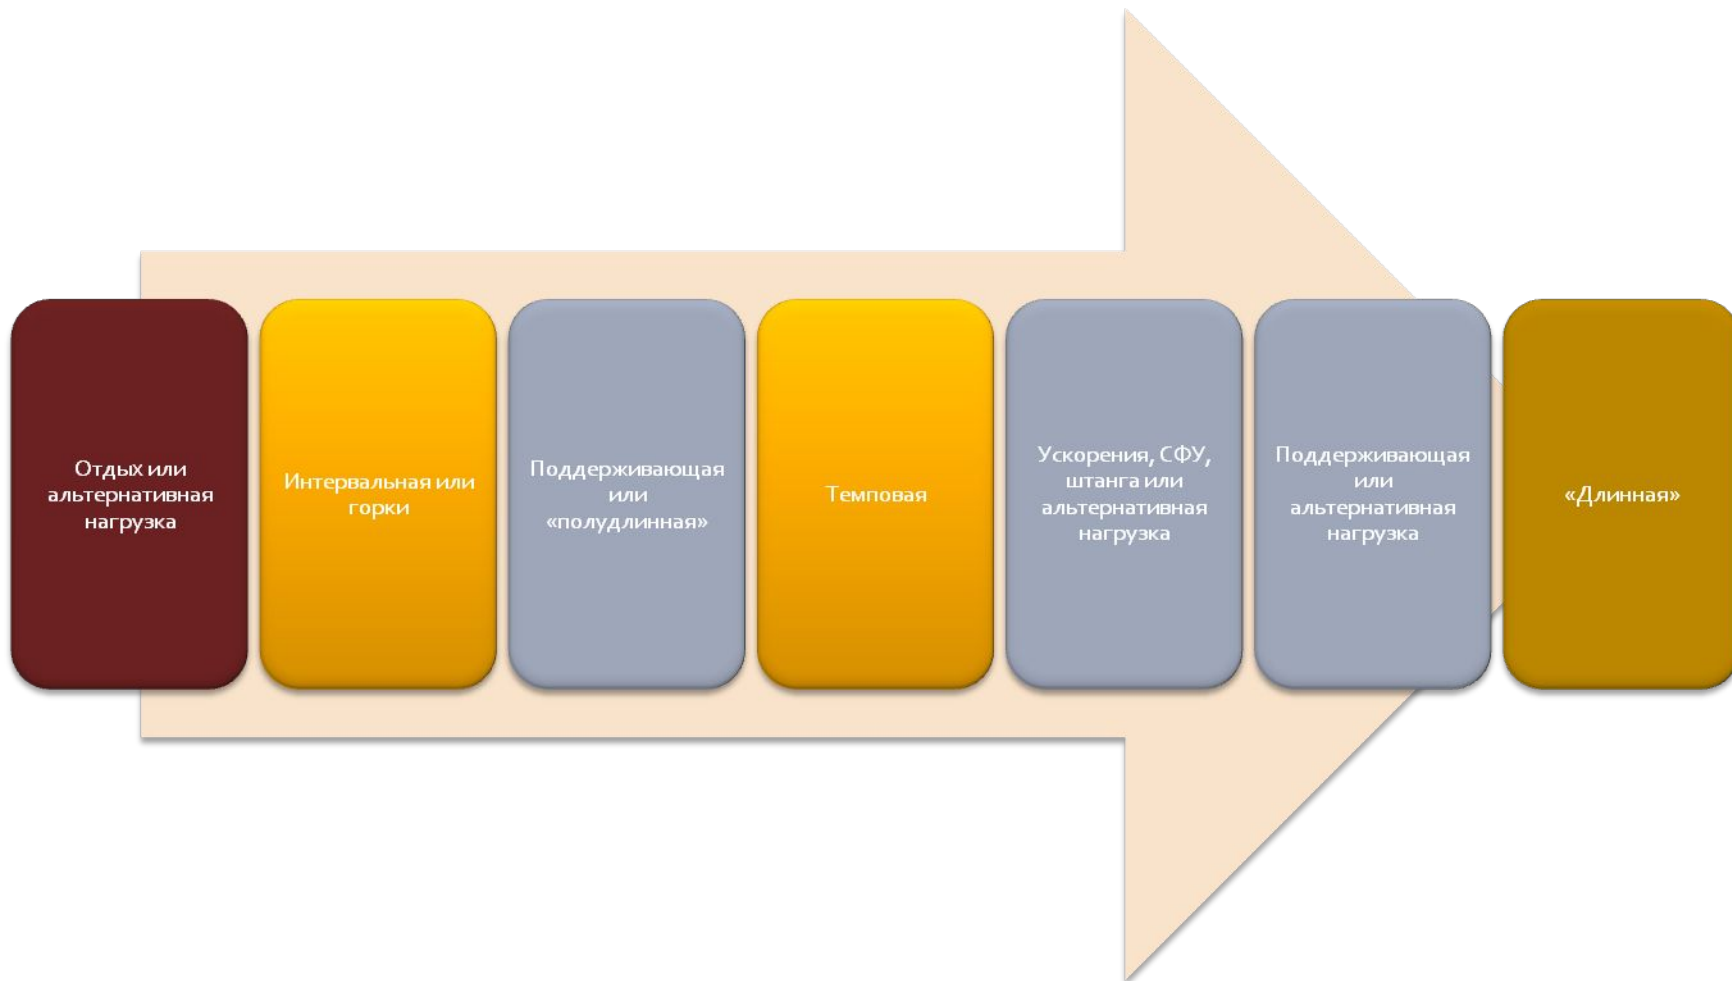 Отдых или
альтернативная
нагрузка
Интервальная или
горки
Поддерживающая
или
«полудлинная»
Темповая
Ускорения, СФУ,
штанга или
альтернативная
нагрузка
Поддерживающая
или
альтернативная
нагрузка
«Длинная»